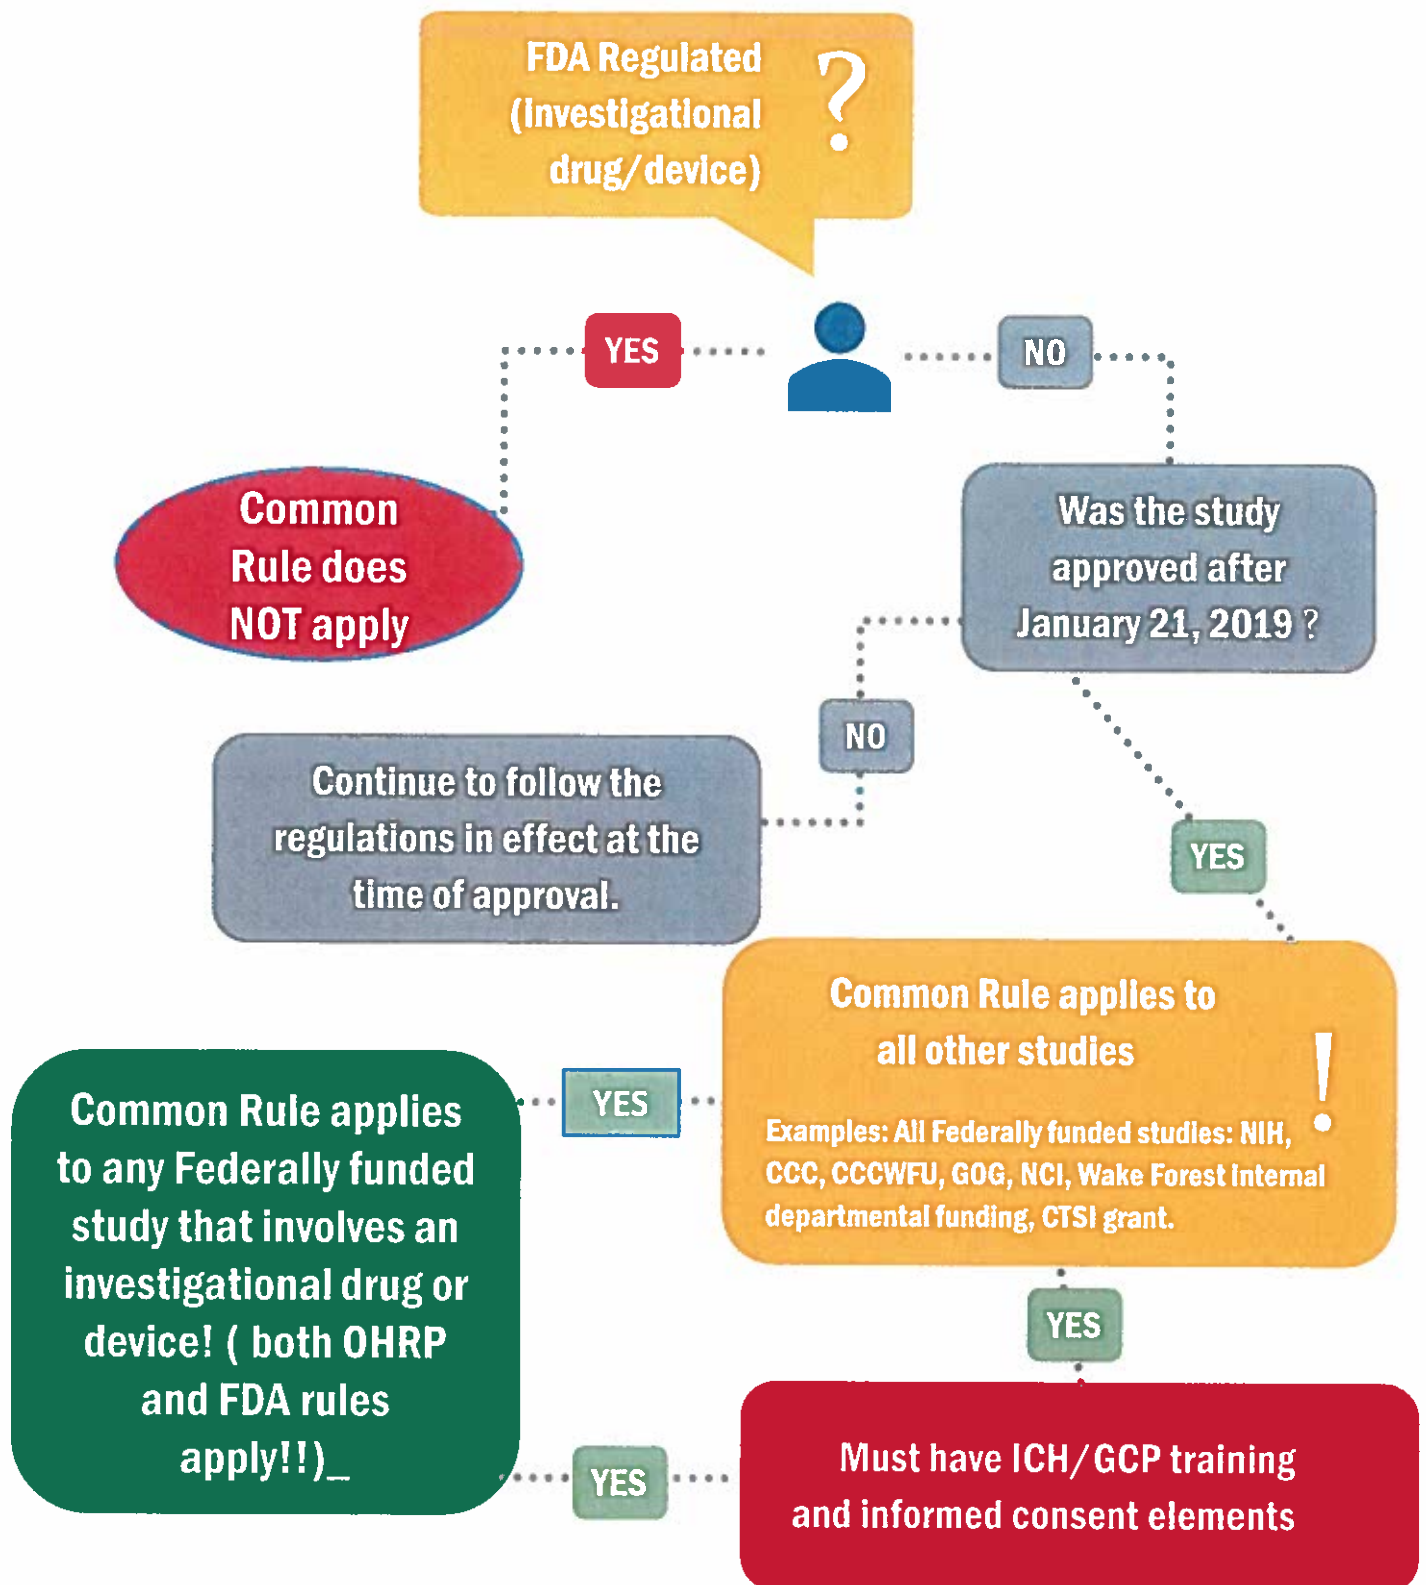 FDA Regulated
(Investigational
drug/device)
?
YES
NO
Common
Rule does
NOT apply
Was the study
approved after
January 21, 2019 ?
NO
Continue to follow the
regulations in effect at the
time of approval.
YES
Common Rule applies to
all other studies
!
Examples: All Federally funded studies: NIH,
CCC, CCCWFU, GOG, NCI, Wake Forest Internal
departmental funding, CTSI grant.
YES
Common Rule applies
to any Federally funded
study that involves an
investigational drug or
device! ( both OHRP
and FDA rules
apply!!)_
YES
YES
Must have ICH/GCP training
and informed consent elements